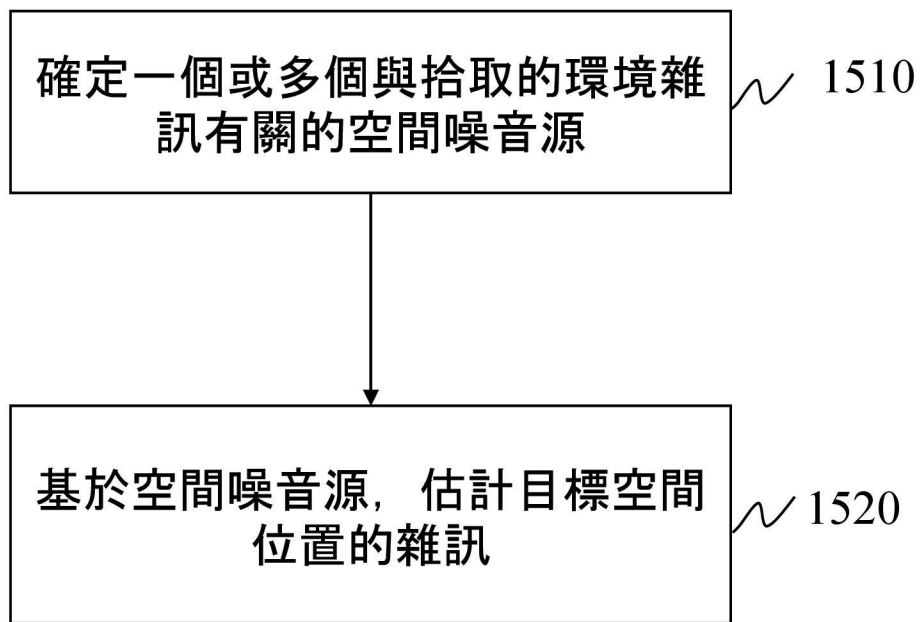 確定一個或多個與拾取的環境雜
訊有關的空間噪音源
1510
基於空間噪音源，估計目標空間
位置的雜訊
1520